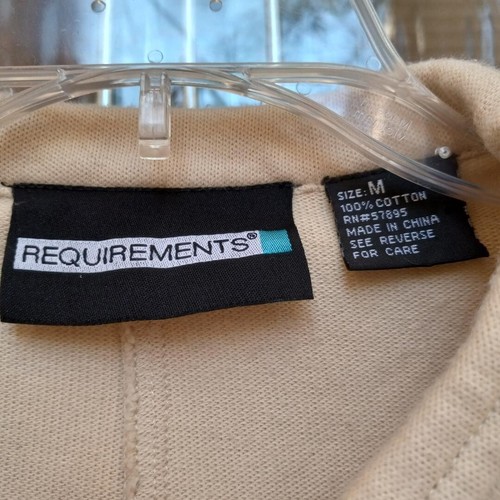 REQUIREMENTS®
SIZE: M
100% COTTON
RN#57895
MADE IN CHINA
SEE REVERSE
FOR CARE